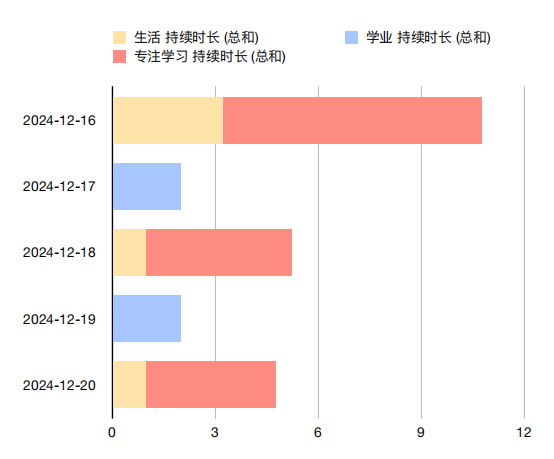 生活 持续时长 (总和)
学业 持续时长 (总和)
专注学习 持续时长 (总和)
2024-12-16
2024-12-17
2024-12-18
2024-12-19
2024-12-20
0 3 6 9 12